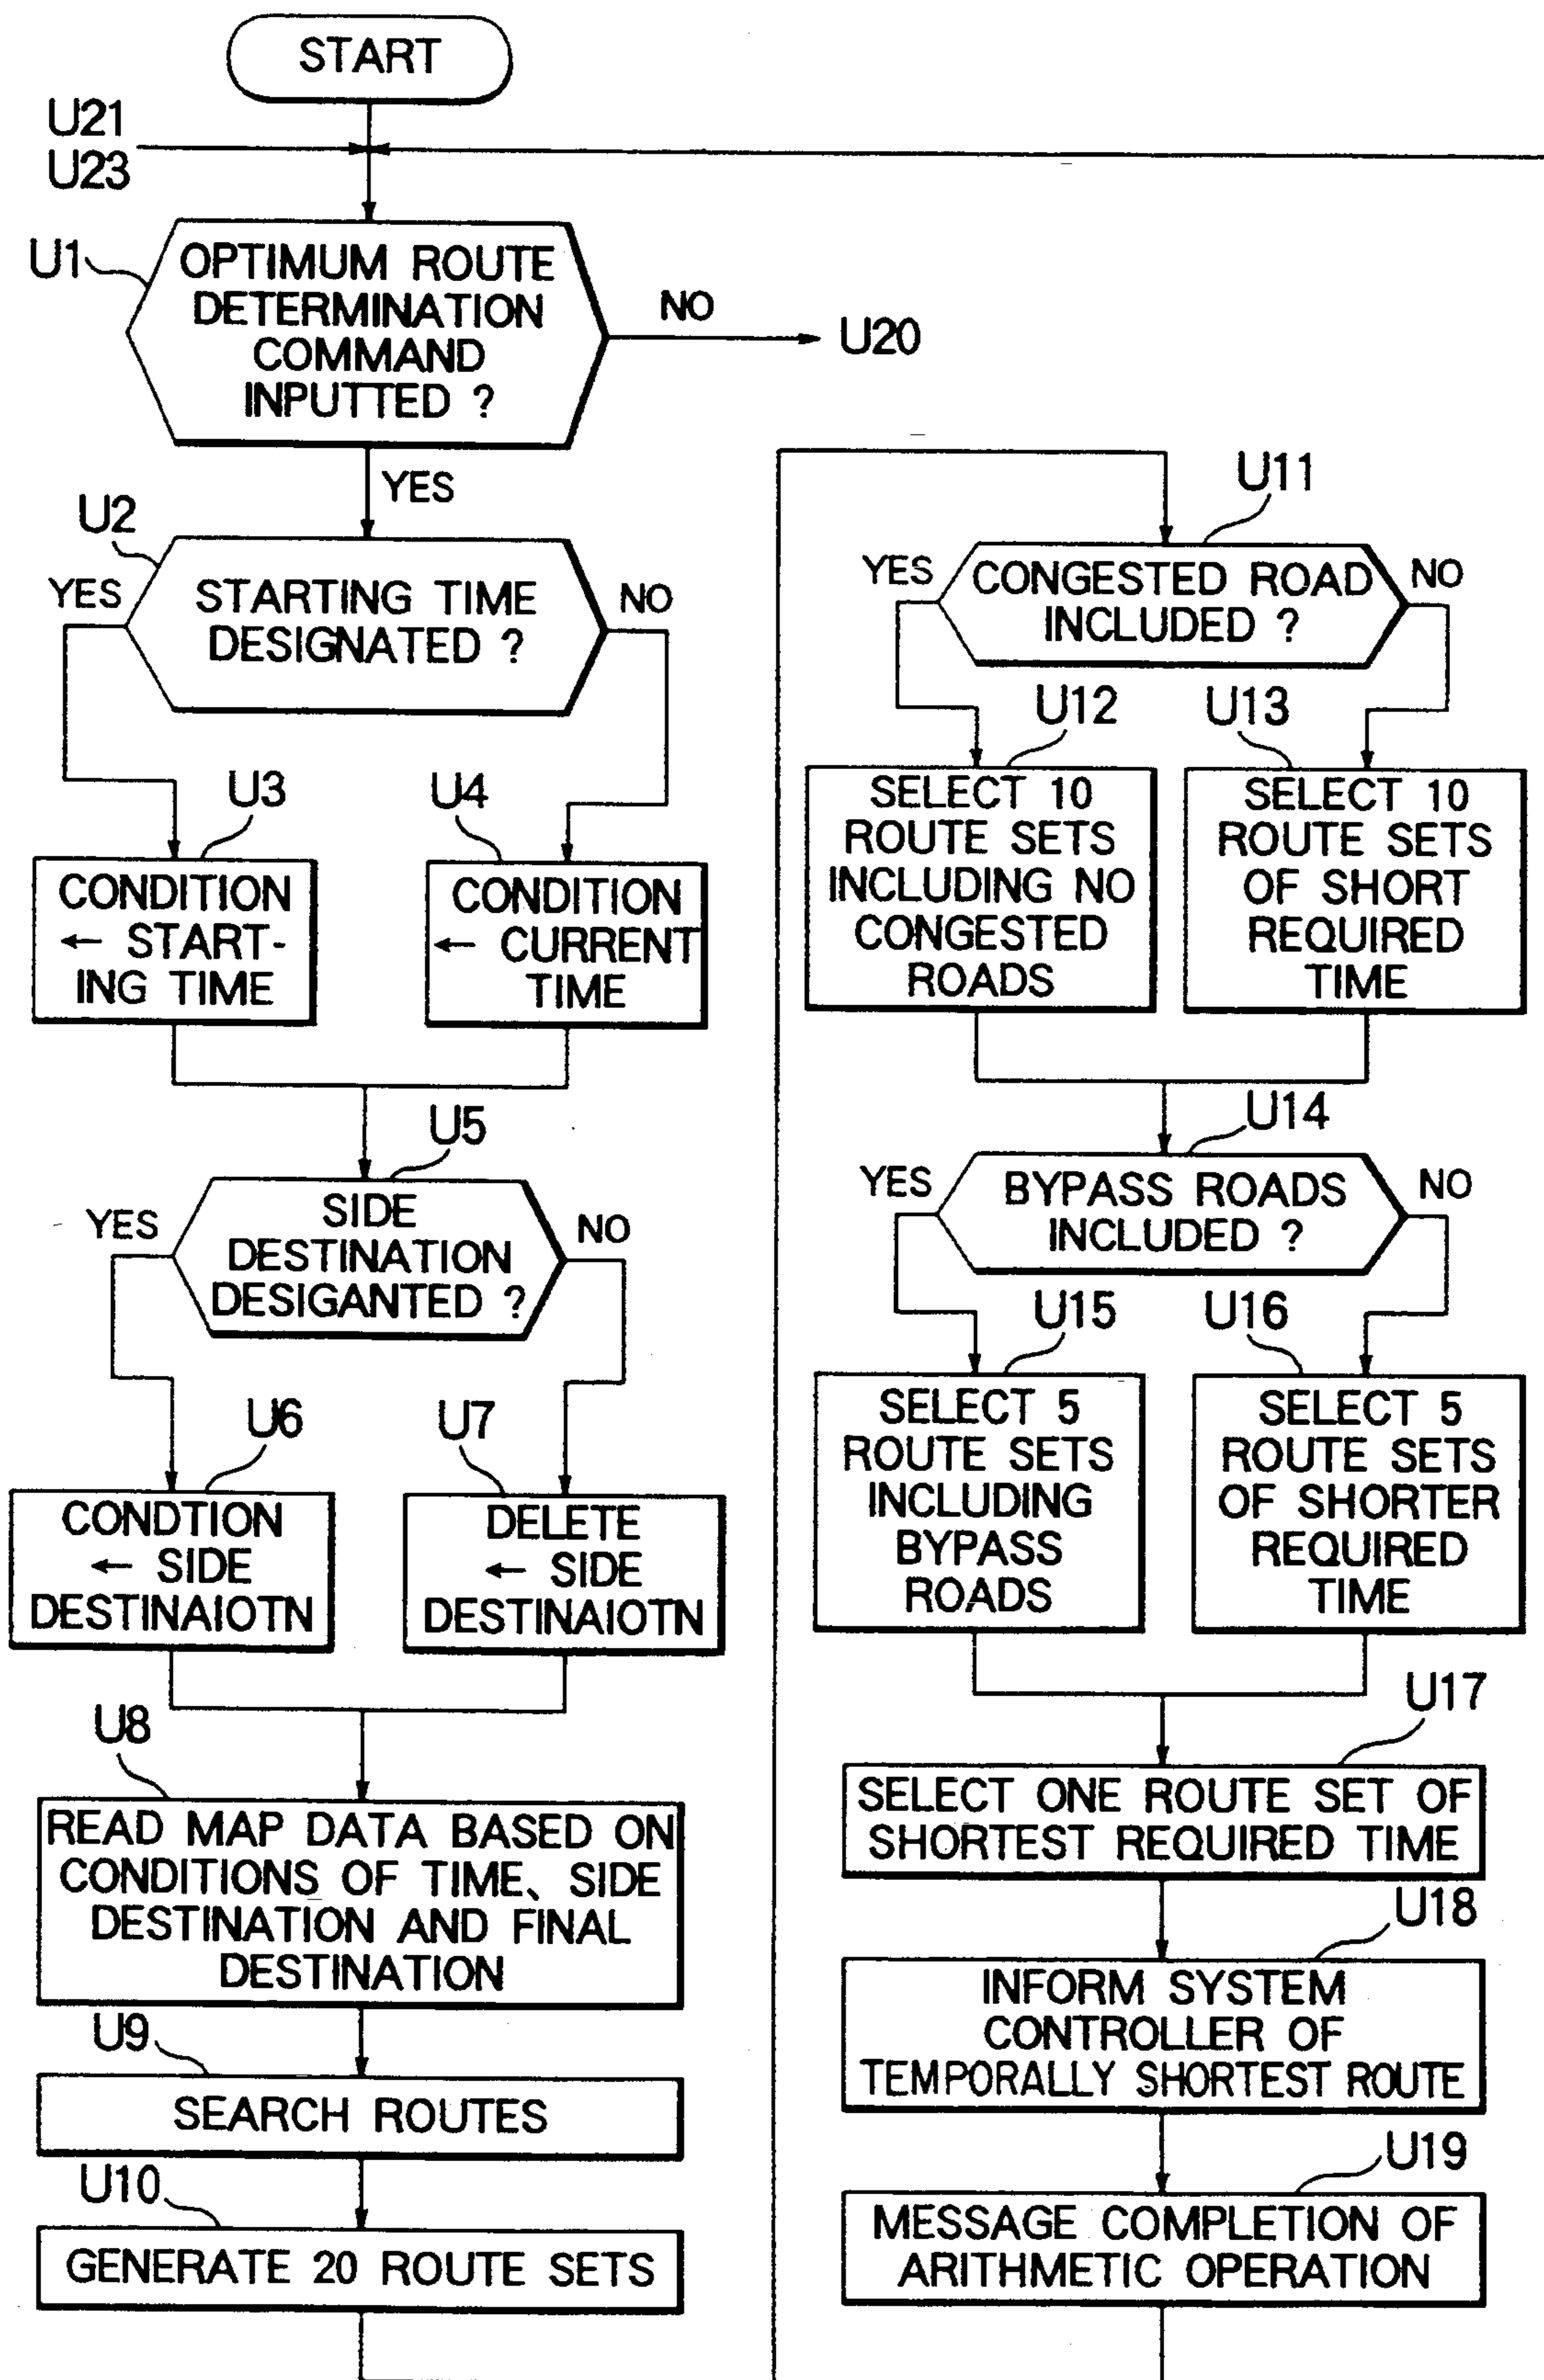 START
U21
U23
U1
OPTIMUM ROUTE
DETERMINATION
COMMAND
INPUTTED ?
NO
U20
YES
U2
YES
STARTING TIME
DESIGNATED ?
NO
U3
CONDITION
← START-
ING TIME
U4
CONDITION
← CURRENT
TIME
U5
YES
SIDE
DESTINATION
DESIGANTED ?
NO
U6
CONDTION
← SIDE
DESTINAIOTN
U7
DELETE
← SIDE
DESTINAIOTN
U8
READ MAP DATA BASED ON
CONDITIONS OF TIME、SIDE
DESTINATION AND FINAL
DESTINATION
U9
SEARCH ROUTES
U10
GENERATE 20 ROUTE SETS
U11
YES
CONGESTED ROAD
INCLUDED ?
NO
U12
SELECT 10
ROUTE SETS
INCLUDING NO
CONGESTED
ROADS
U13
SELECT 10
ROUTE SETS
OF SHORT
REQUIRED
TIME
U14
YES
BYPASS ROADS
INCLUDED ?
NO
U15
SELECT 5
ROUTE SETS
INCLUDING
BYPASS
ROADS
U16
SELECT 5
ROUTE SETS
OF SHORTER
REQUIRED
TIME
U17
SELECT ONE ROUTE SET OF
SHORTEST REQUIRED TIME
U18
INFORM SYSTEM
CONTROLLER OF
TEMPORALLY SHORTEST ROUTE
U19
MESSAGE COMPLETION OF
ARITHMETIC OPERATION